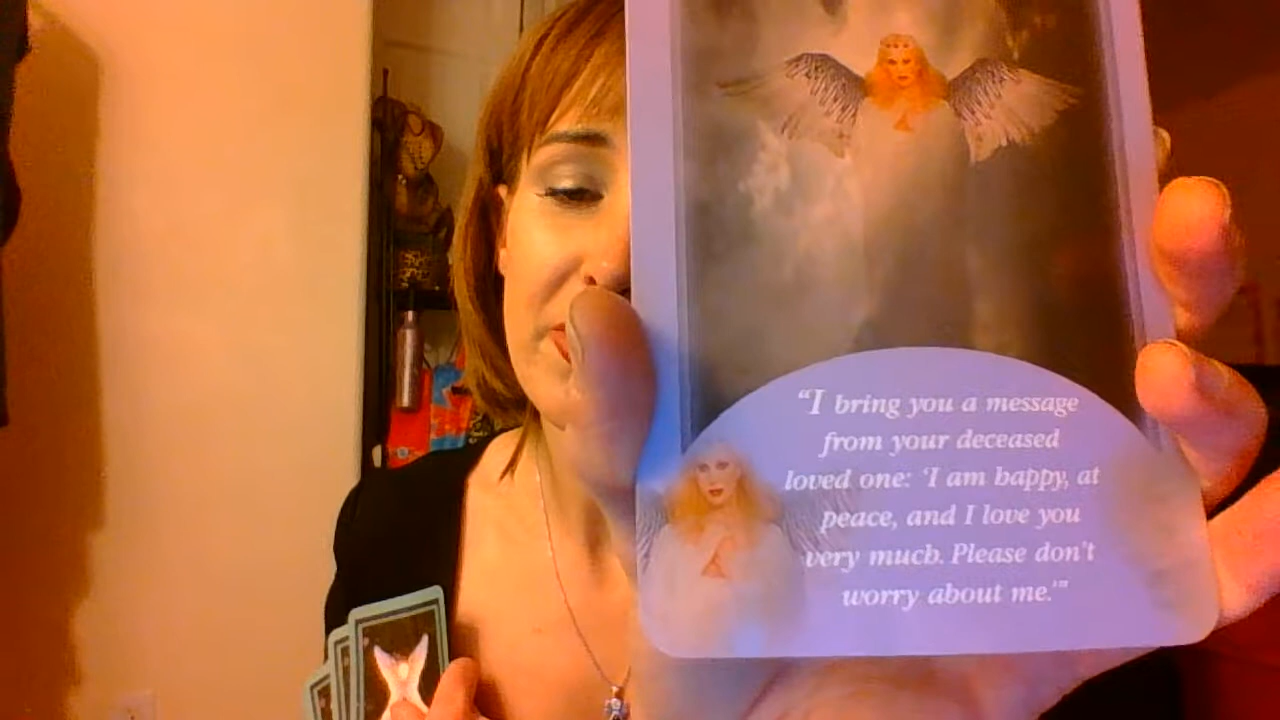 “I bring you a message
from your deceased
loved one: ‘I am happy, at
peace, and I love you
very much. Please don’t
worry about me.’”